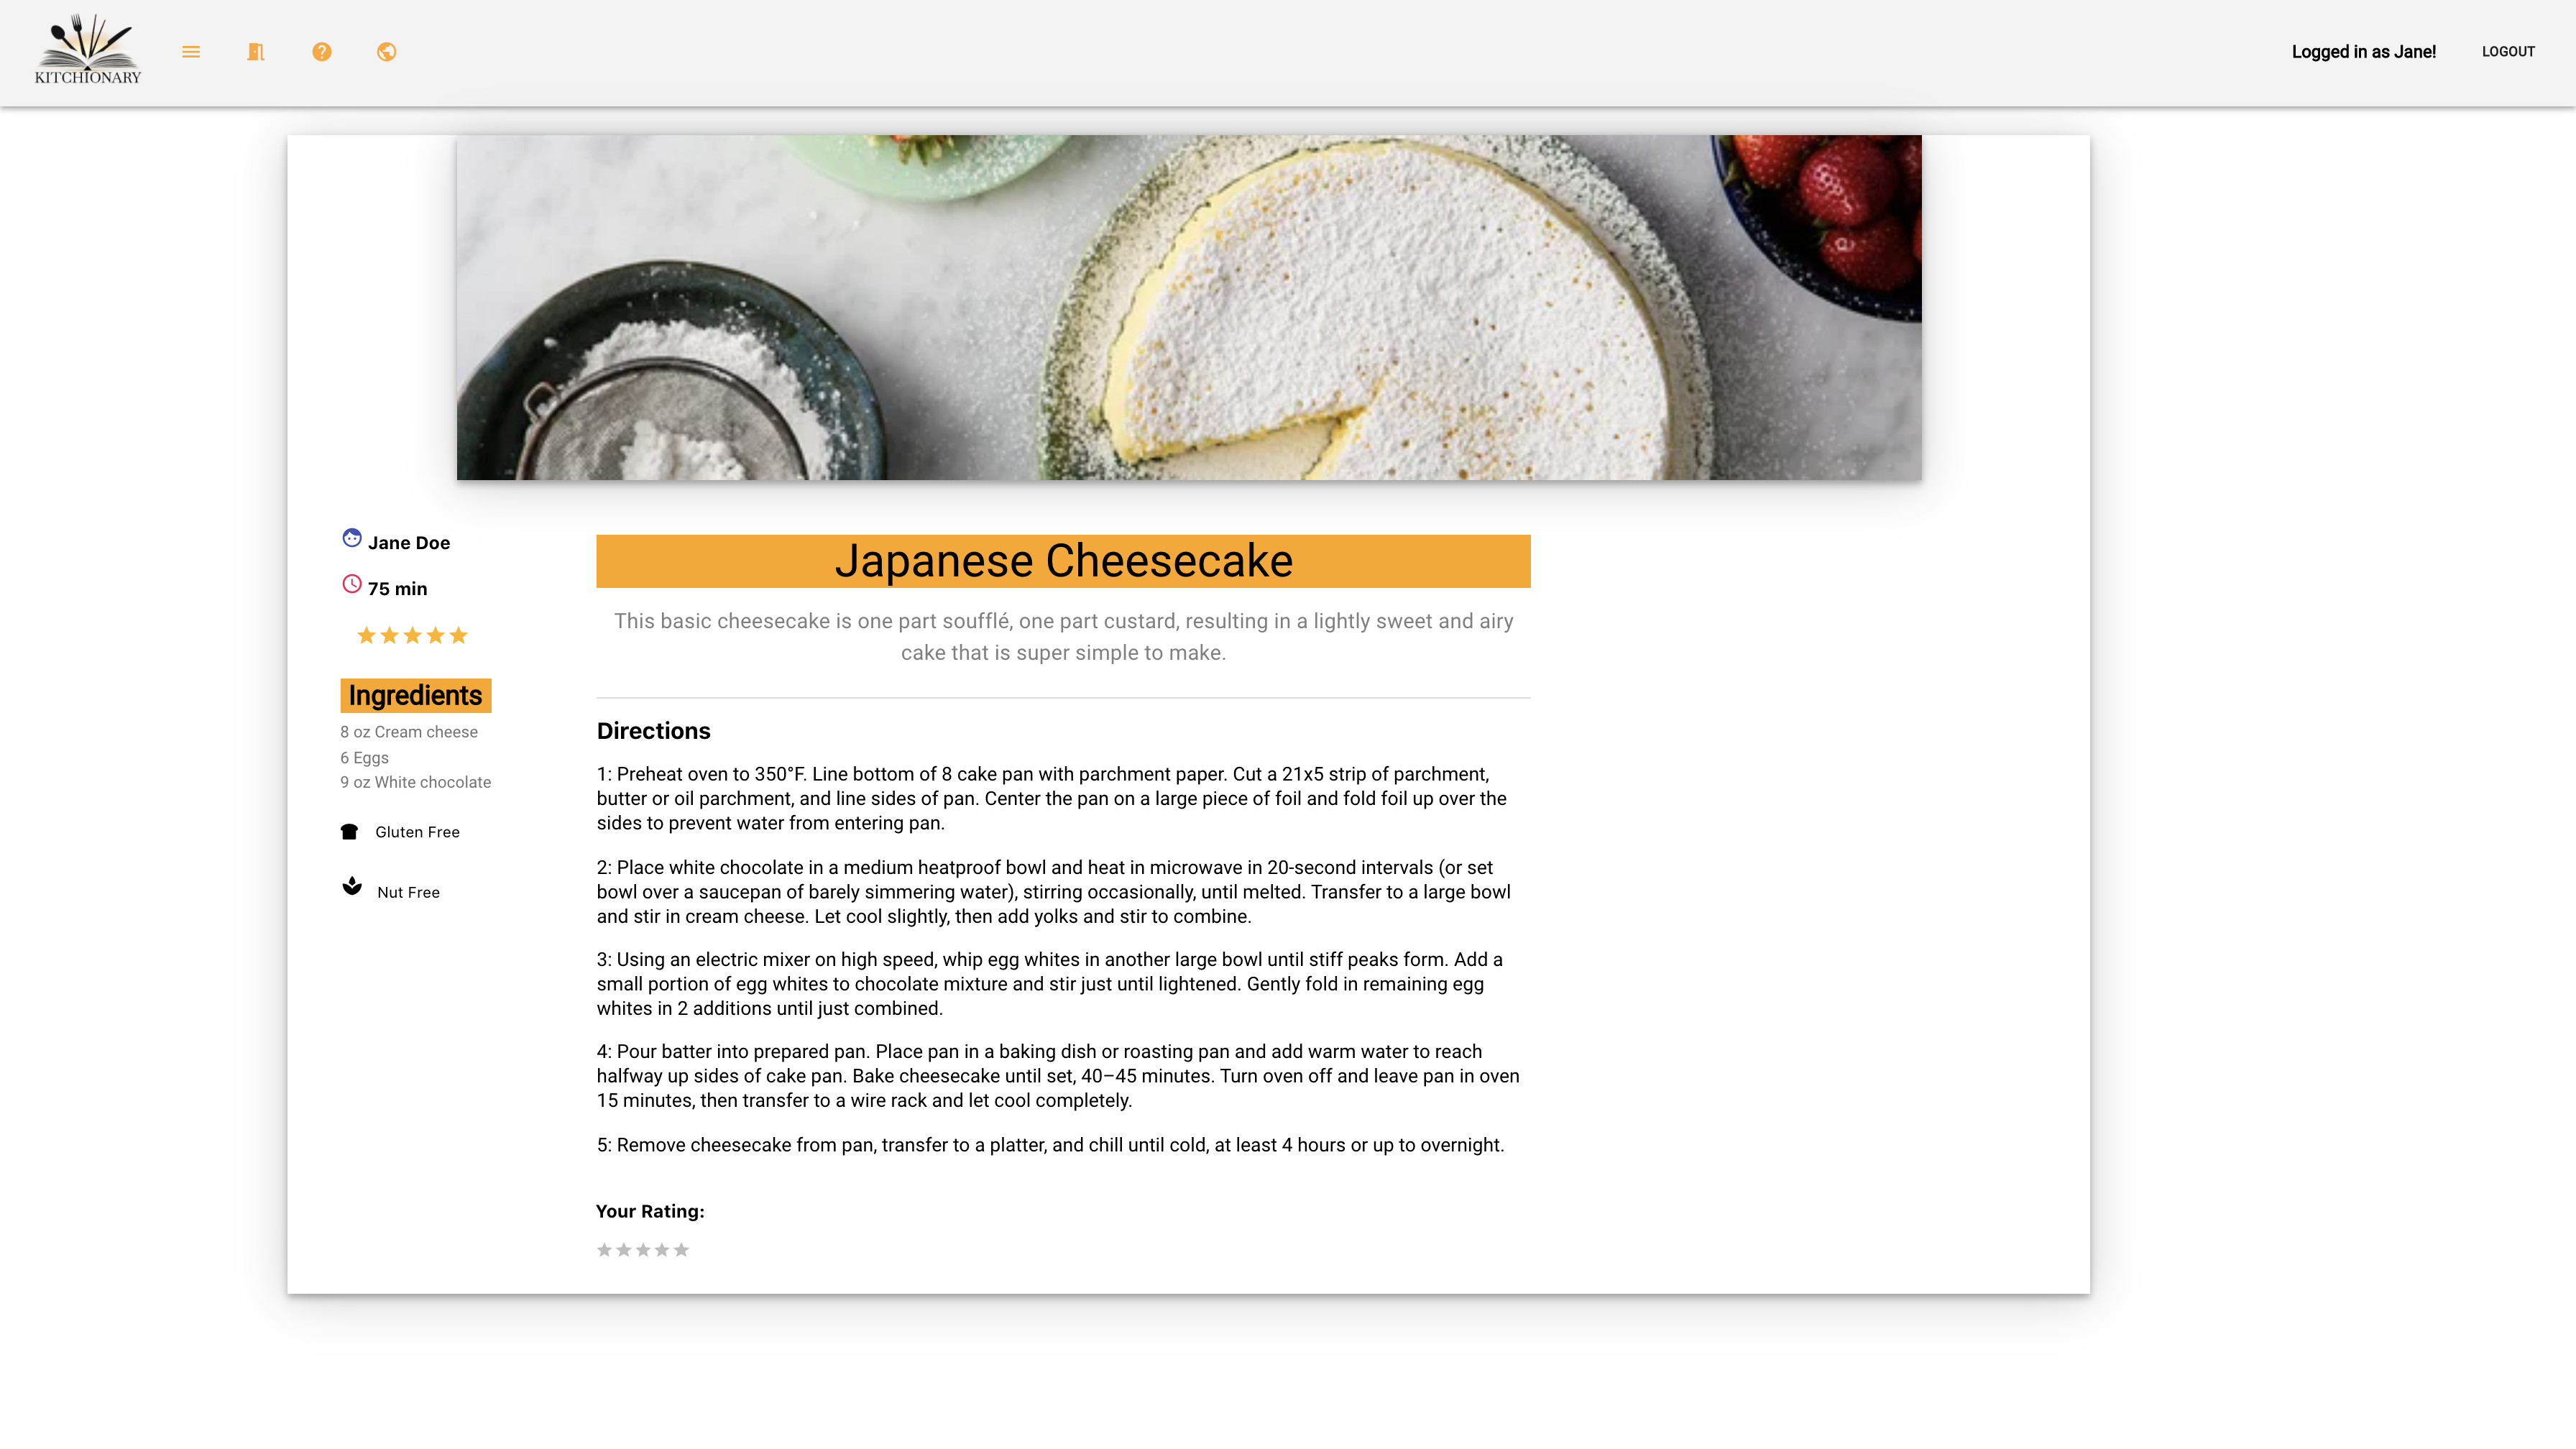 KITCHIONARY
Logged in as Jane!
LOGOUT
Jane Doe
75 min
Ingredients
8 oz Cream cheese
6 Eggs
9 oz White chocolate
Gluten Free
Nut Free
Japanese Cheesecake
This basic cheesecake is one part soufflé, one part custard, resulting in a lightly sweet and airy
cake that is super simple to make.
Directions
1: Preheat oven to 350°F. Line bottom of 8 cake pan with parchment paper. Cut a 21x5 strip of parchment,
butter or oil parchment, and line sides of pan. Center the pan on a large piece of foil and fold foil up over the
sides to prevent water from entering pan.
2: Place white chocolate in a medium heatproof bowl and heat in microwave in 20-second intervals (or set
bowl over a saucepan of barely simmering water), stirring occasionally, until melted. Transfer to a large bowl
and stir in cream cheese. Let cool slightly, then add yolks and stir to combine.
3: Using an electric mixer on high speed, whip egg whites in another large bowl until stiff peaks form. Add a
small portion of egg whites to chocolate mixture and stir just until lightened. Gently fold in remaining egg
whites in 2 additions until just combined.
4: Pour batter into prepared pan. Place pan in a baking dish or roasting pan and add warm water to reach
halfway up sides of cake pan. Bake cheesecake until set, 40–45 minutes. Turn oven off and leave pan in oven
15 minutes, then transfer to a wire rack and let cool completely.
5: Remove cheesecake from pan, transfer to a platter, and chill until cold, at least 4 hours or up to overnight.
Your Rating: